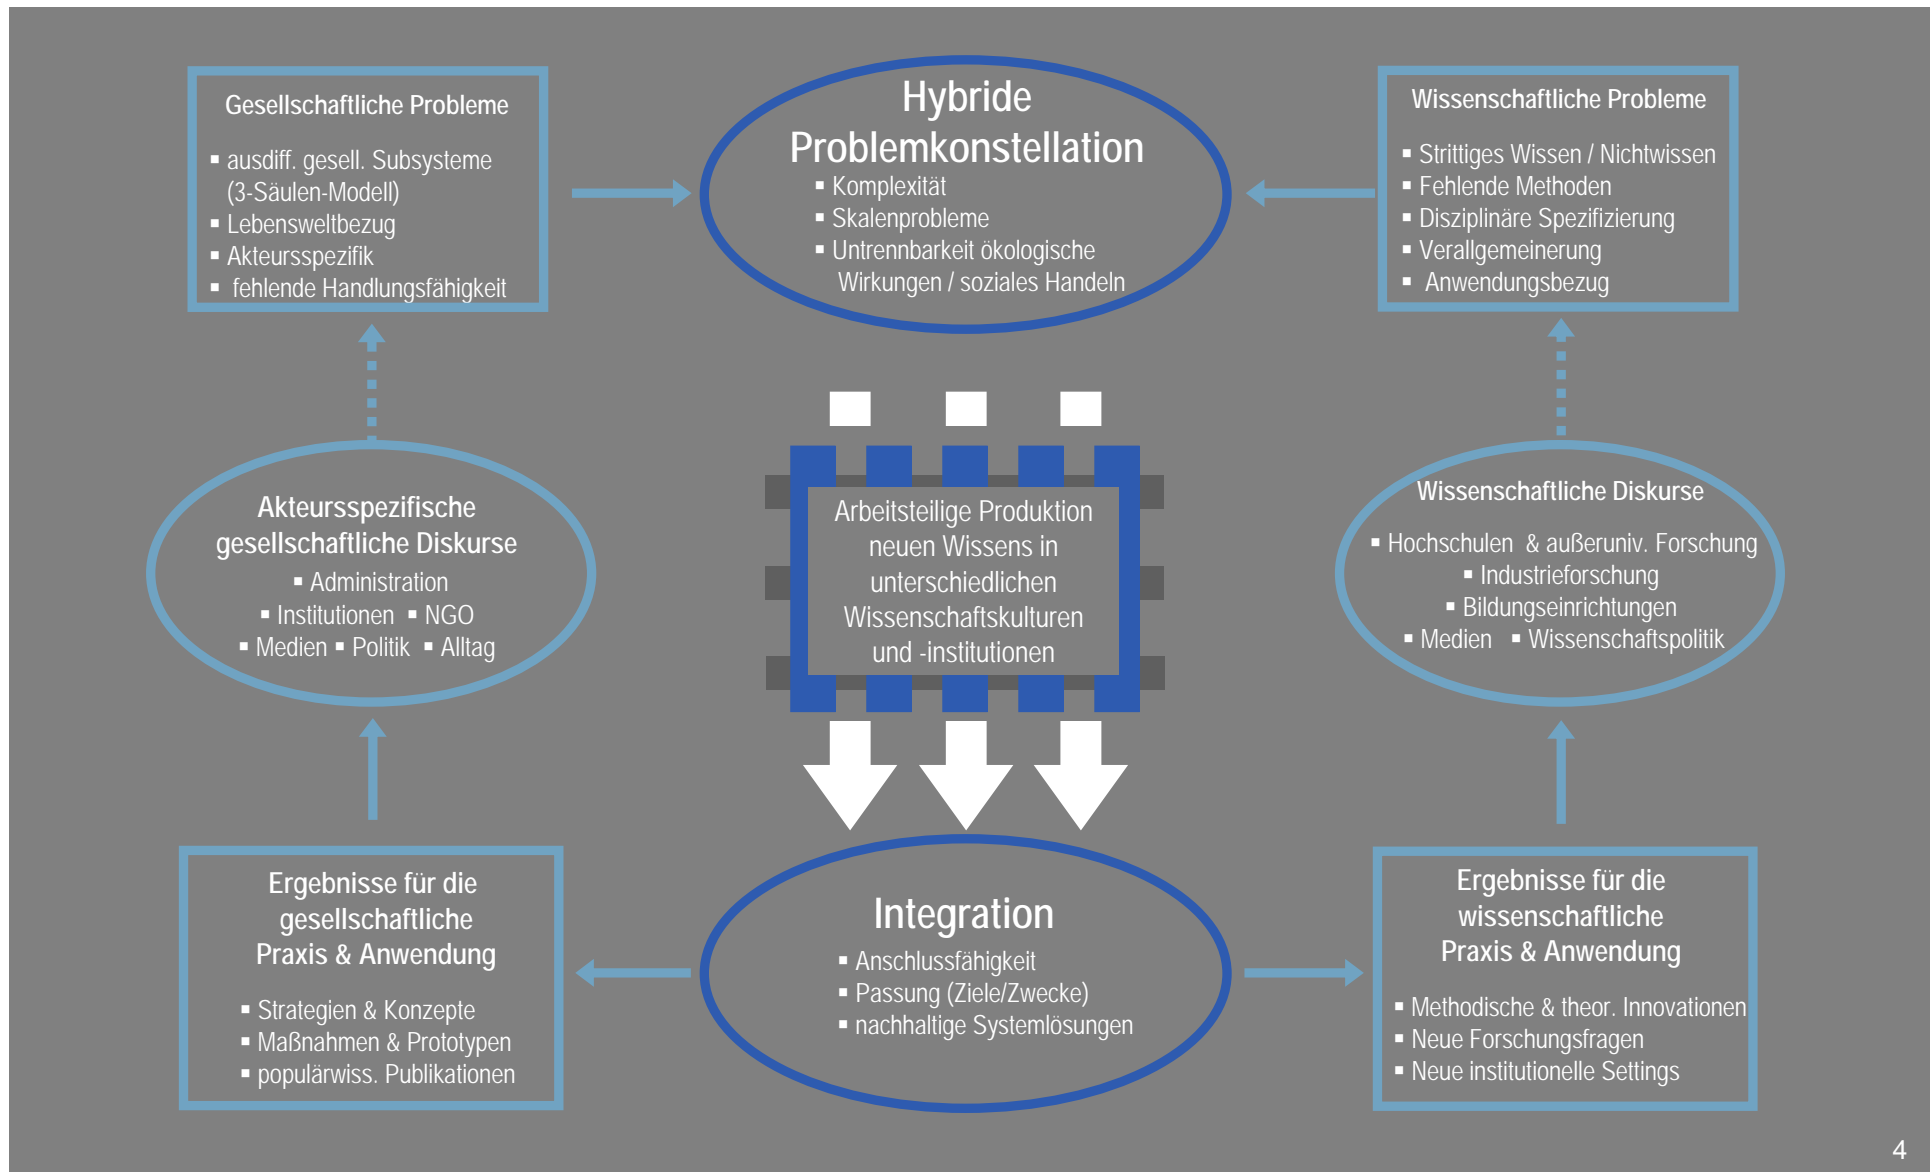 Gesellschaftliche Probleme
▪ ausdiff. gesell. Subsysteme
(3-Säulen-Modell)
▪ Lebensweltbezug
▪ Akteursspezifik
▪ fehlende Handlungsfähigkeit
Hybride
Problemkonstellation
▪ Komplexität
▪ Skalenprobleme
▪ Untrennbarkeit ökologische
Wirkungen / soziales Handeln
Wissenschaftliche Probleme
▪ Strittiges Wissen / Nichtwissen
▪ Fehlende Methoden
▪ Disziplinäre Spezifizierung
▪ Verallgemeinerung
▪ Anwendungsbezug
Akteursspezifische
gesellschaftliche Diskurse
▪ Administration
▪ Institutionen ▪ NGO
▪ Medien ▪ Politik ▪ Alltag
Arbeitsteilige Produktion
neuen Wissens in
unterschiedlichen
Wissenschaftskulturen
und -institutionen
Wissenschaftliche Diskurse
▪ Hochschulen & außeruniv. Forschung
▪ Industrieforschung
▪ Bildungseinrichtungen
▪ Medien ▪ Wissenschaftspolitik
Ergebnisse für die
gesellschaftliche
Praxis & Anwendung
▪ Strategien & Konzepte
▪ Maßnahmen & Prototypen
▪ populärwiss. Publikationen
Integration
▪ Anschlussfähigkeit
▪ Passung (Ziele/Zwecke)
▪ nachhaltige Systemlösungen
Ergebnisse für die
wissenschaftliche
Praxis & Anwendung
▪ Methodische & theor. Innovationen
▪ Neue Forschungsfragen
▪ Neue institutionelle Settings
4